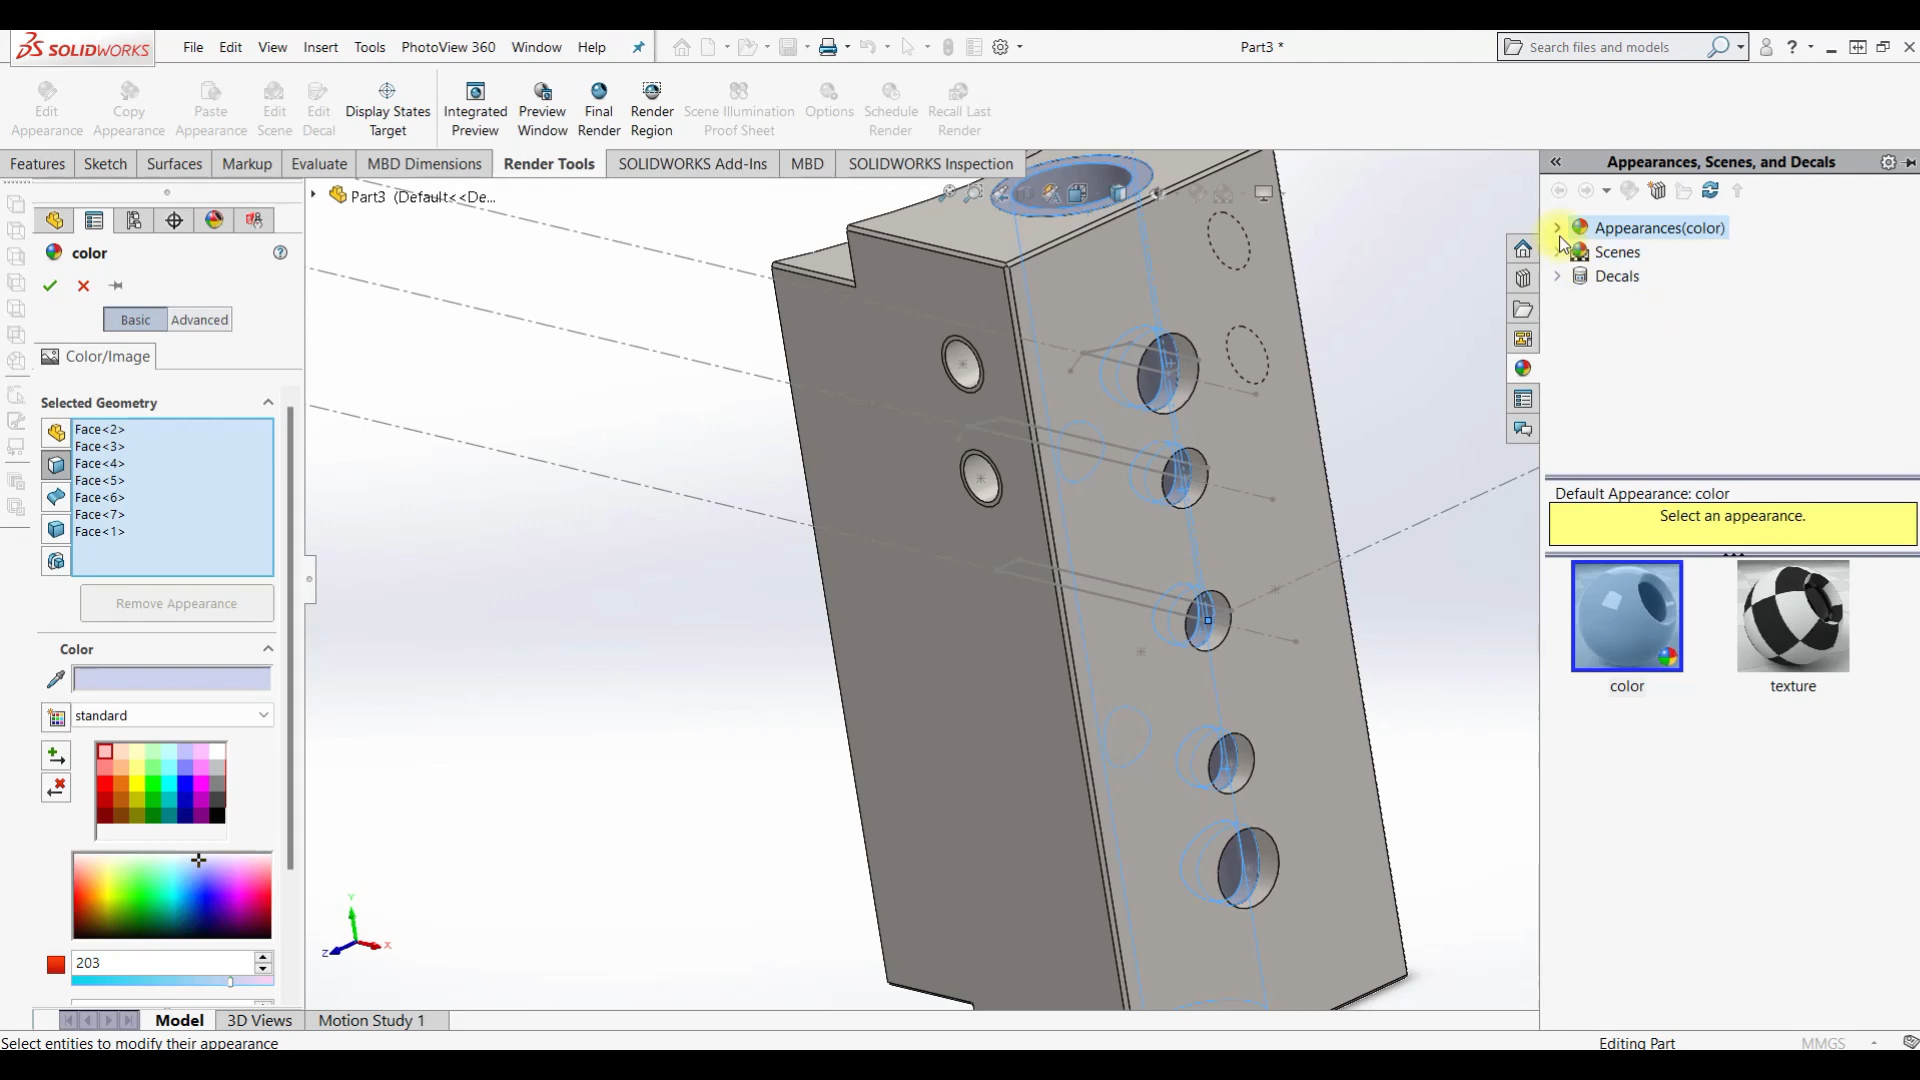 SOLIDWORKS File Edit View Insert Tools PhotoView 360 Window Help Part3 * Search files and models
Edit Appearance Copy Appearance Paste Appearance Edit Scene Edit Decal Display States Target Integrated Preview Preview Window Final Render Render Region Scene Illumination Proof Sheet Options Schedule Render Recall Last Render
Features Sketch Surfaces Markup Evaluate MBD Dimensions Render Tools SOLIDWORKS Add-Ins MBD SOLIDWORKS Inspection Appearances, Scenes, and Decals
Part3 (Default<<De...
color
Basic Advanced
Color/Image
Selected Geometry
Face<2>
Face<3>
Face<4>
Face<5>
Face<6>
Face<7>
Face<1>
Remove Appearance
Color
standard
203
Y
X
Z
Appearances(color)
Scenes
Decals
Default Appearance: color
Select an appearance.
color texture
Model 3D Views Motion Study 1
Select entities to modify their appearance Editing Part MMGS